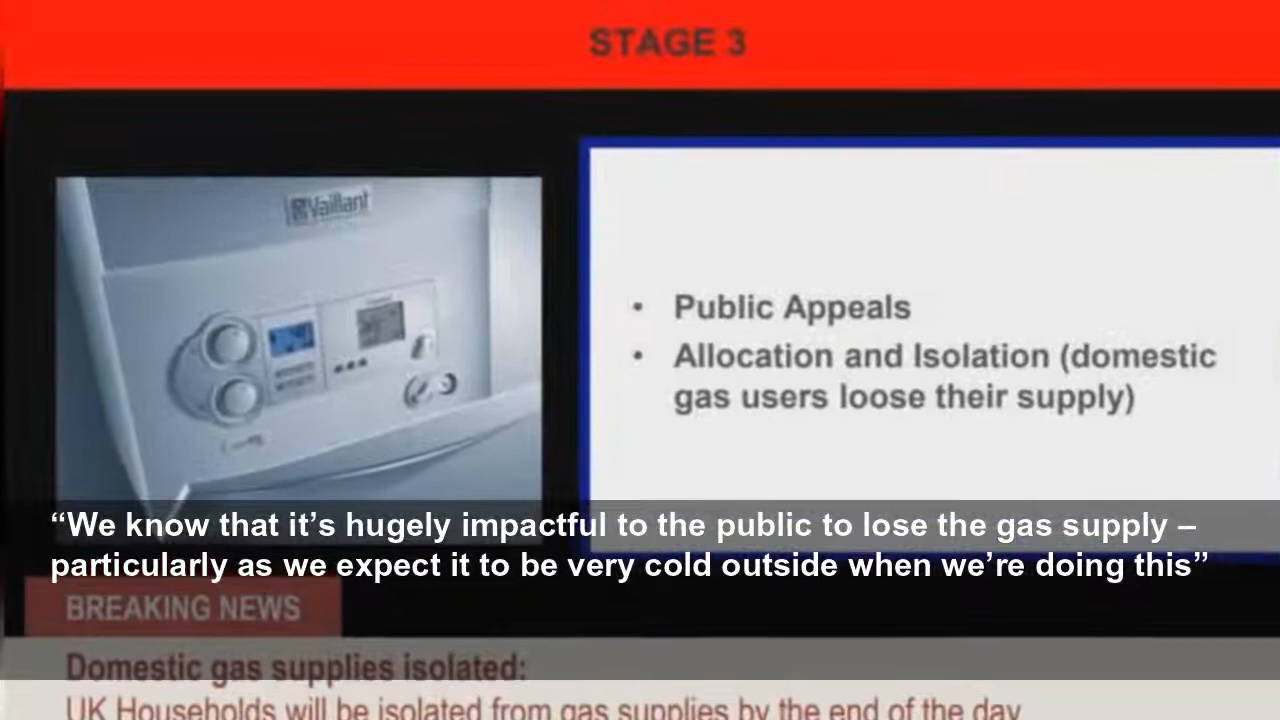 STAGE 3
Vaillant
• Public Appeals
• Allocation and Isolation (domestic
gas users loose their supply)
“We know that it’s hugely impactful to the public to lose the gas supply –
particularly as we expect it to be very cold outside when we’re doing this”
BREAKING NEWS
Domestic gas supplies isolated:
UK Households will be isolated from gas supplies by the end of the day